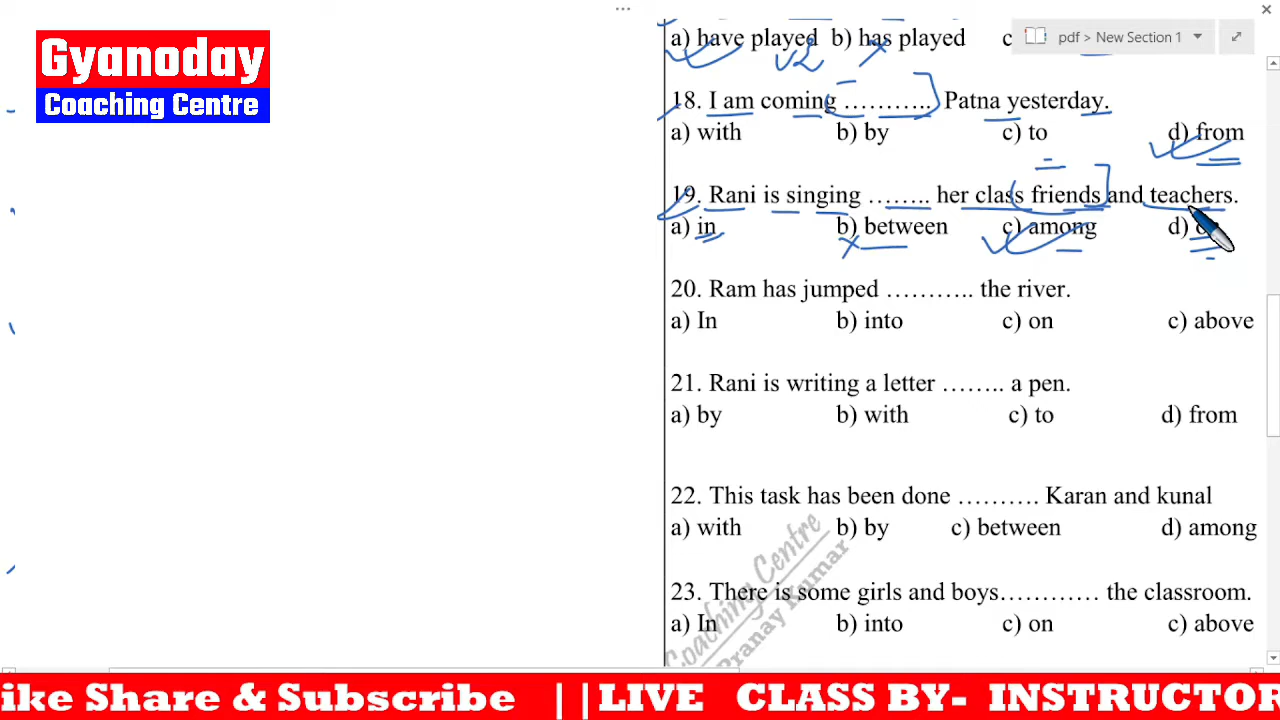 Gyanoday
Coaching Centre
pdf > New Section 1
a) have played b) has played c
18. I am coming ……….. Patna yesterday.
a) with b) by c) to d) from
19. Rani is singing …….. her class friends and teachers.
a) in b) between c) among d)
20. Ram has jumped ……….. the river.
a) In b) into c) on c) above
21. Rani is writing a letter …….. a pen.
a) by b) with c) to d) from
22. This task has been done ………. Karan and kunal
a) with b) by c) between d) among
23. There is some girls and boys………… the classroom.
a) In b) into c) on c) above
Coaching Centre
Pranay Kumar
ike Share & Subscribe ||LIVE CLASS BY- INSTRUCTOR